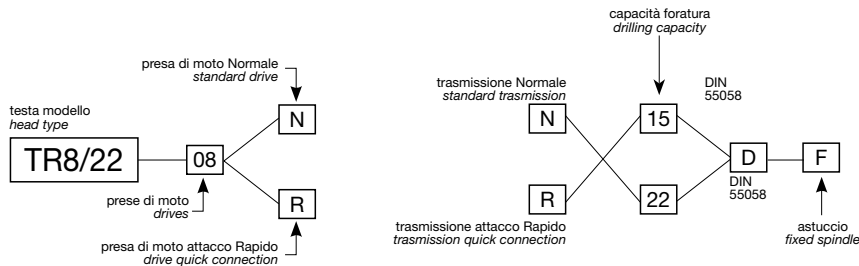 presa di moto Normale
standard drive
N
testa modello
head type
TR8/22
08
prese di moto
drives
R
presa di moto attacco Rapido
drive quick connection
capacità foratura
drilling capacity
trasmissione Normale
standard trasmission
DIN
55058
N
15
D
F
DIN
55058
R
22
trasmissione attacco Rapido
trasmission quick connection
astuccio
fixed spindle